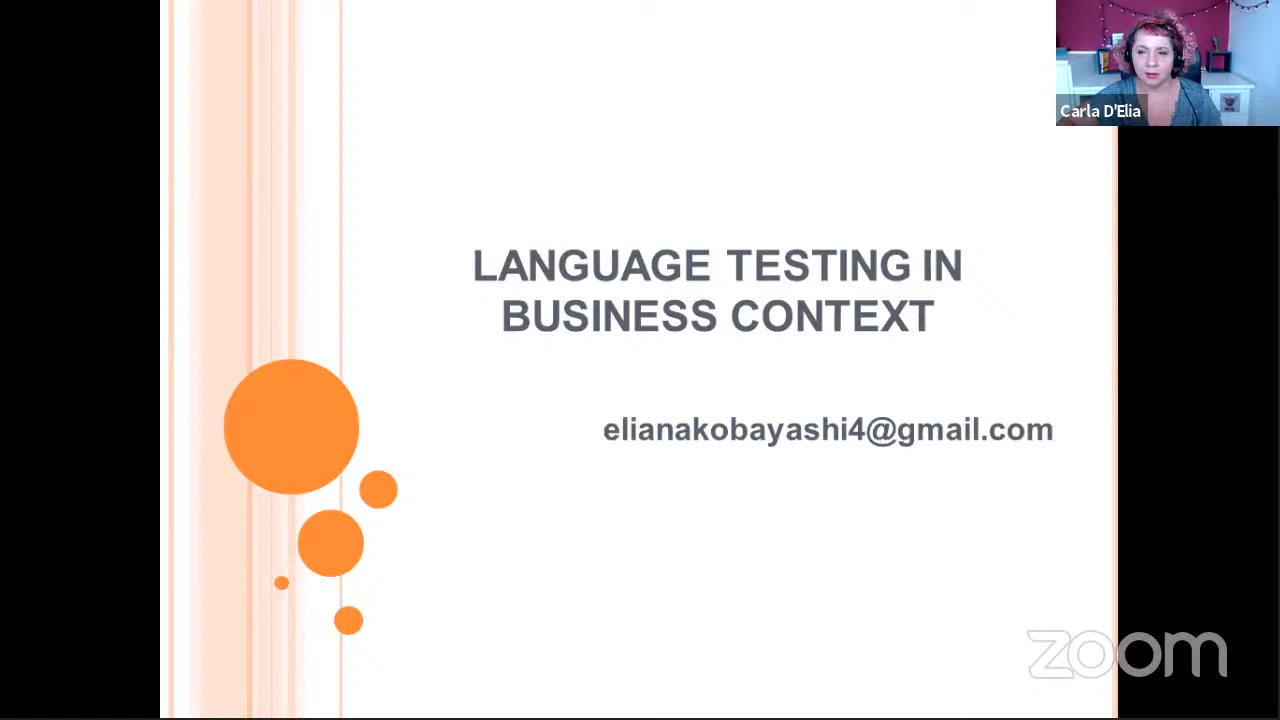 Carla D'Elia
LANGUAGE TESTING IN
BUSINESS CONTEXT
elianakobayashi4@gmail.com
zoom